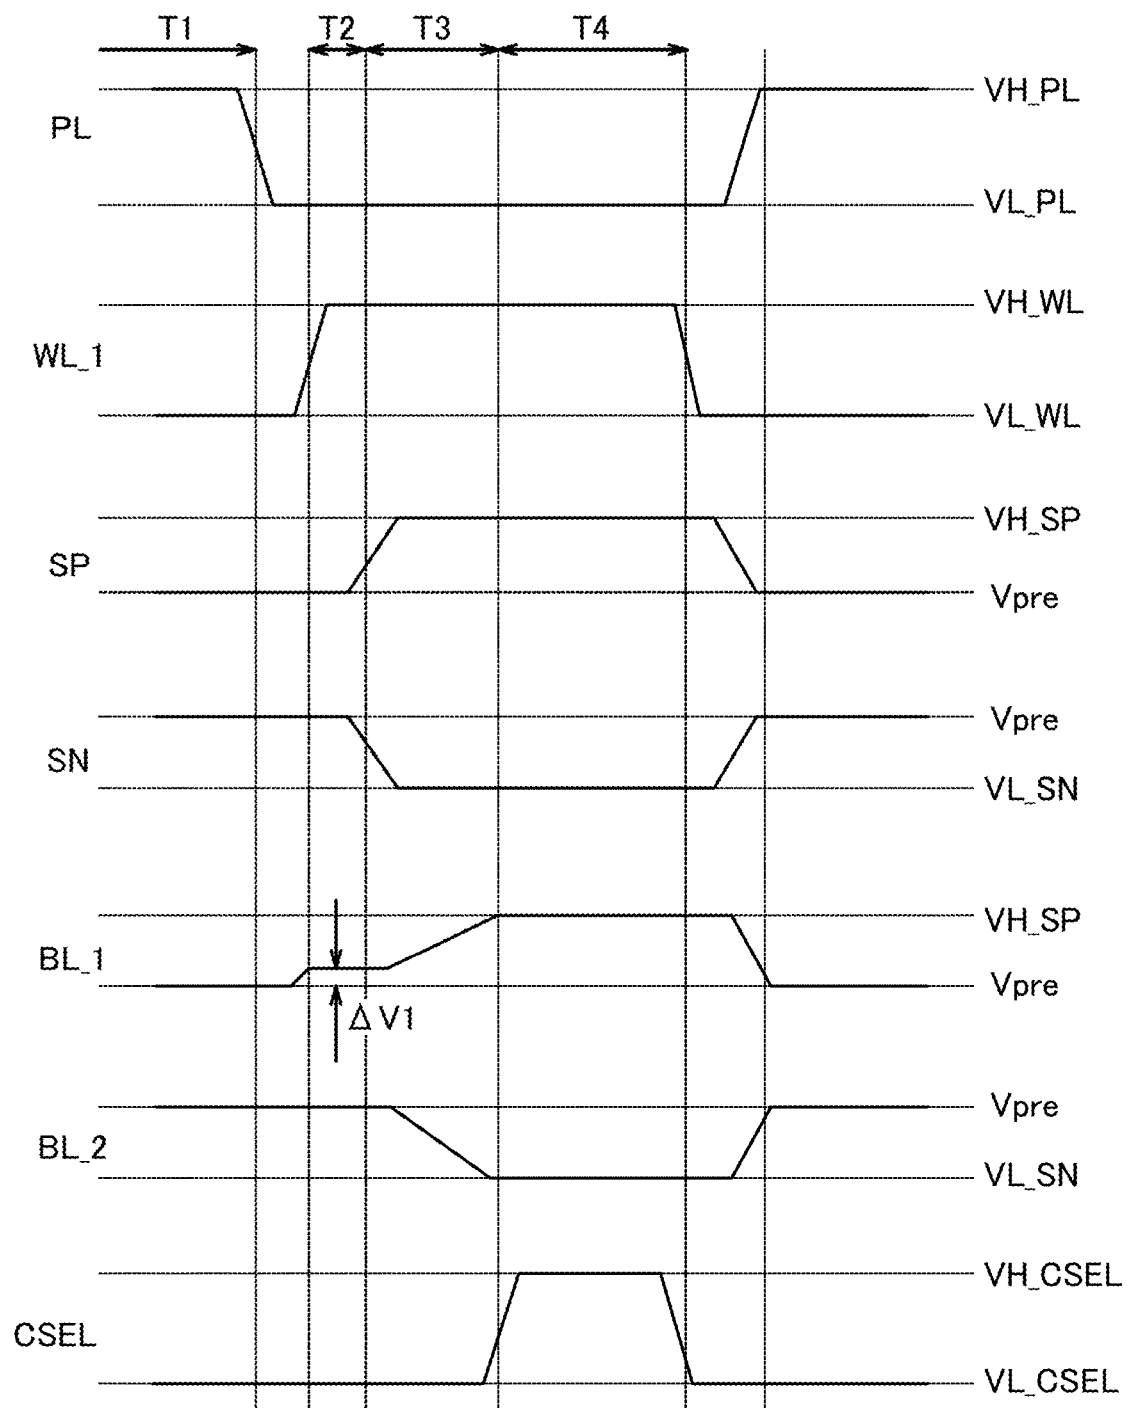 T1 T2 T3 T4
VH_PL
PL
VL_PL
VH_WL
WL_1
VL_WL
VH_SP
SP
Vpre
Vpre
SN
VL_SN
VH_SP
BL_1
Vpre
Δ V1
Vpre
BL_2
VL_SN
VH_CSEL
CSEL
VL_CSEL